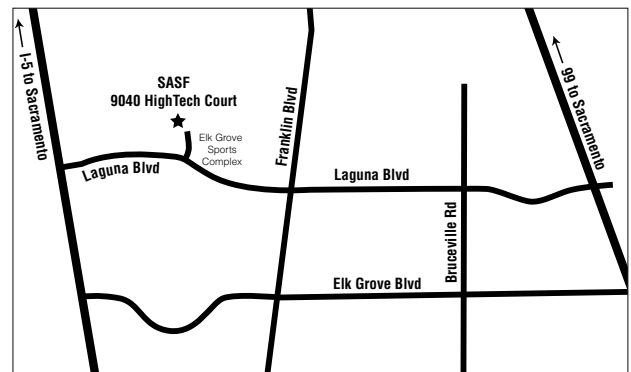 I-5 to Sacramento
SASF
9040 HighTech Court
Elk Grove
Sports
Complex
Laguna Blvd
Franklin Blvd
Laguna Blvd
Bruceville Rd
99 to Sacramento
Elk Grove Blvd